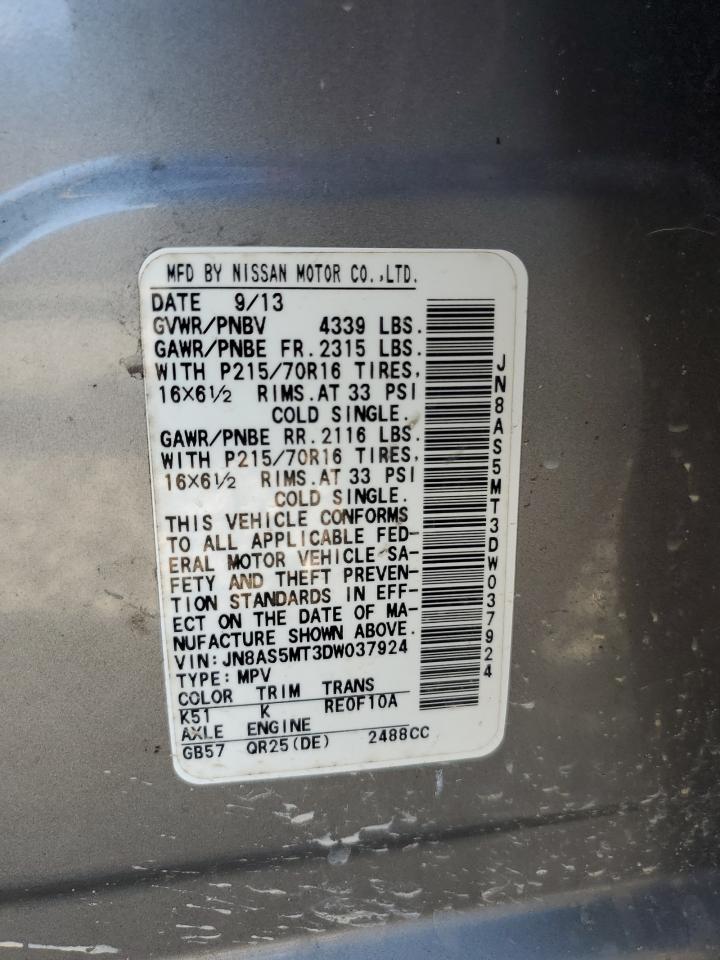 MFD BY NISSAN MOTOR CO.,LTD.
DATE 9/13
GVWR/PNBV 4339 LBS.
GAWR/PNBE FR.2315 LBS.
WITH P215/70R16 TIRES,
16×6½ RIMS.AT 33 PSI
COLD SINGLE.
GAWR/PNBE RR.2116 LBS.
WITH P215/70R16 TIRES,
16×6½ RIMS.AT 33 PSI
COLD SINGLE.
THIS VEHICLE CONFORMS
TO ALL APPLICABLE FED-
ERAL MOTOR VEHICLE SA-
FETY AND THEFT PREVEN-
TION STANDARDS IN EFF-
ECT ON THE DATE OF MA-
NUFACTURE SHOWN ABOVE.
VIN: JN8AS5MT3DW037924
TYPE: MPV
COLOR TRIM TRANS
K51 K RE0F10A
AXLE ENGINE
GB57 QR25(DE) 2488CC
JN8AS5MT3DW037924